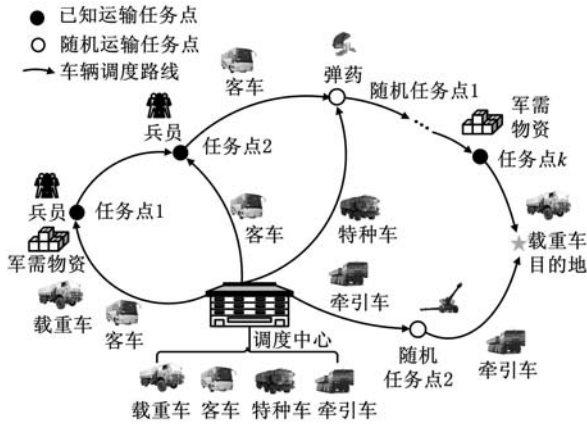 已知运输任务点
随机运输任务点
车辆调度路线
客车
弹药
随机任务点1
军需
物资
兵员
任务点2
任务点k
兵员
任务点1
客车
特种车
载重车
目的地
军需物资
牵引车
载重车
客车
调度中心
随机
任务点2
牵引车
载重车
客车
特种车
牵引车